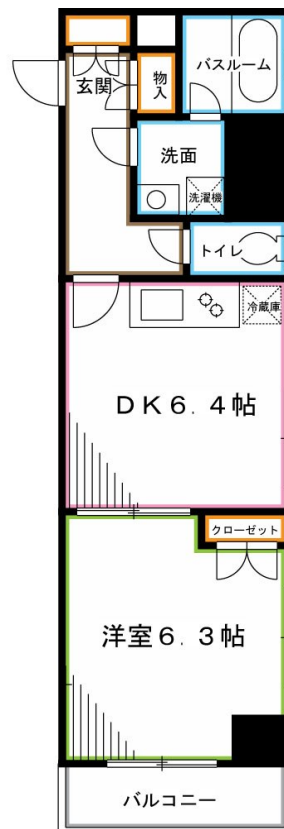 バスルーム
玄関
物入
洗面
洗濯機
トイレ
冷蔵庫
DK6.4帖
クローゼット
洋室6.3帖
バルコニー